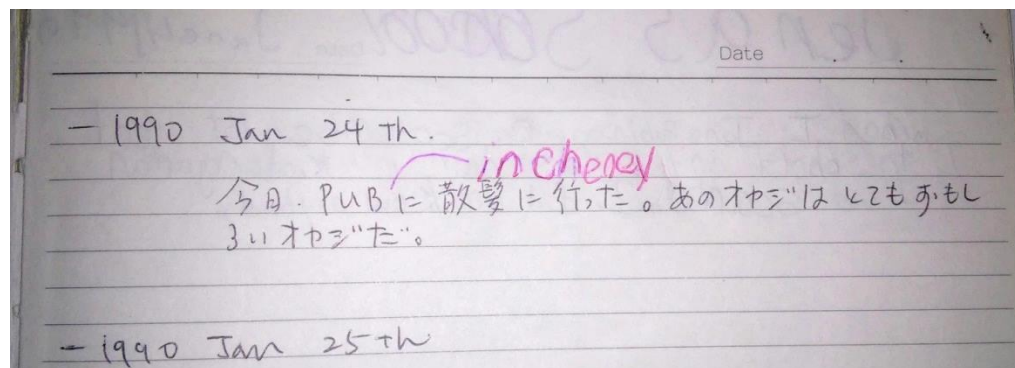 Date
- 1990 Jan 24 th.
in cheney
今日. PUBに 散髪に行った。あのオヤジは とてもおもし
ろいオヤジだ。
- 1990 Jan 25 th